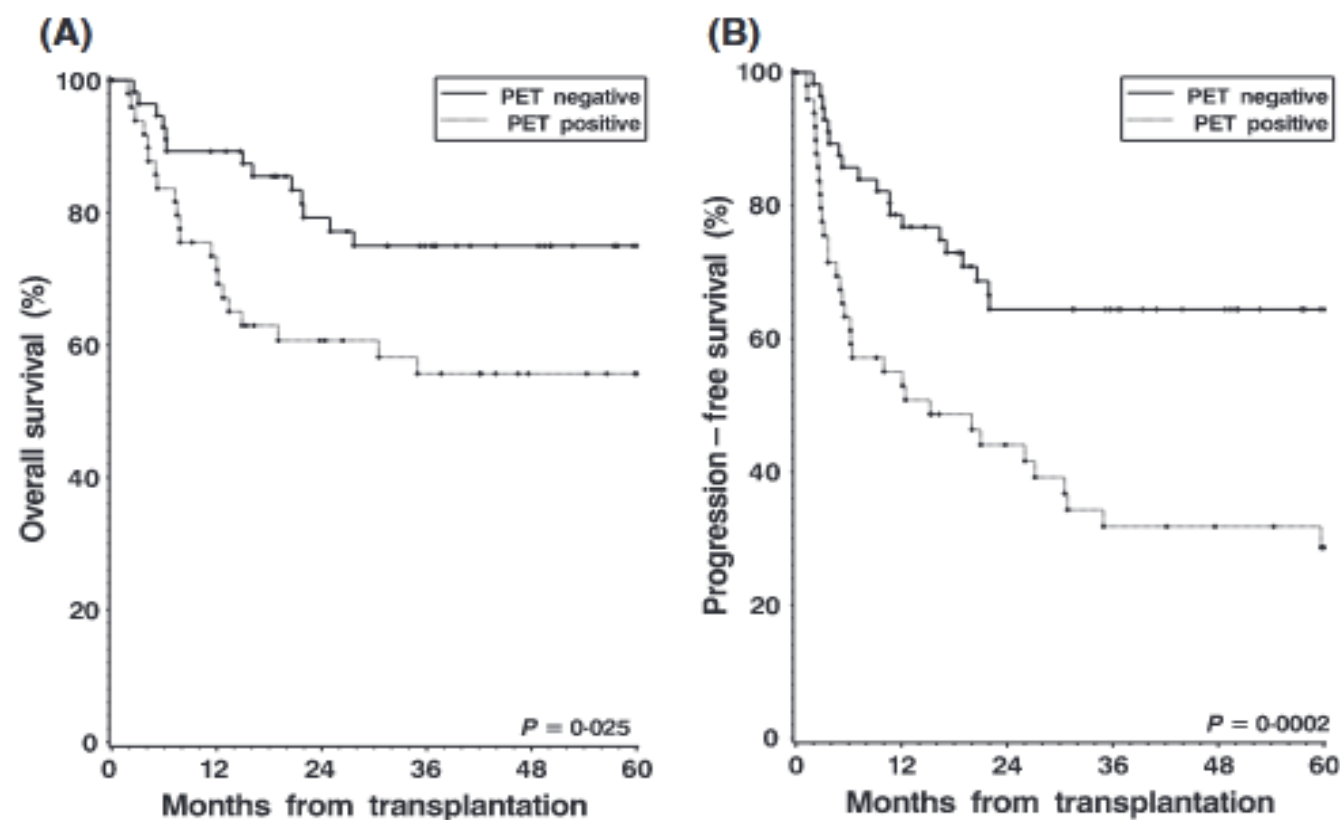 (A)
100
80
60
40
20
0
Overall survival (%)
PET negative
PET positive
P = 0·025
0 12 24 36 48 60
Months from transplantation
(B)
100
80
60
40
20
0
Progression–free survival (%)
PET negative
PET positive
P = 0·0002
0 12 24 36 48 60
Months from transplantation